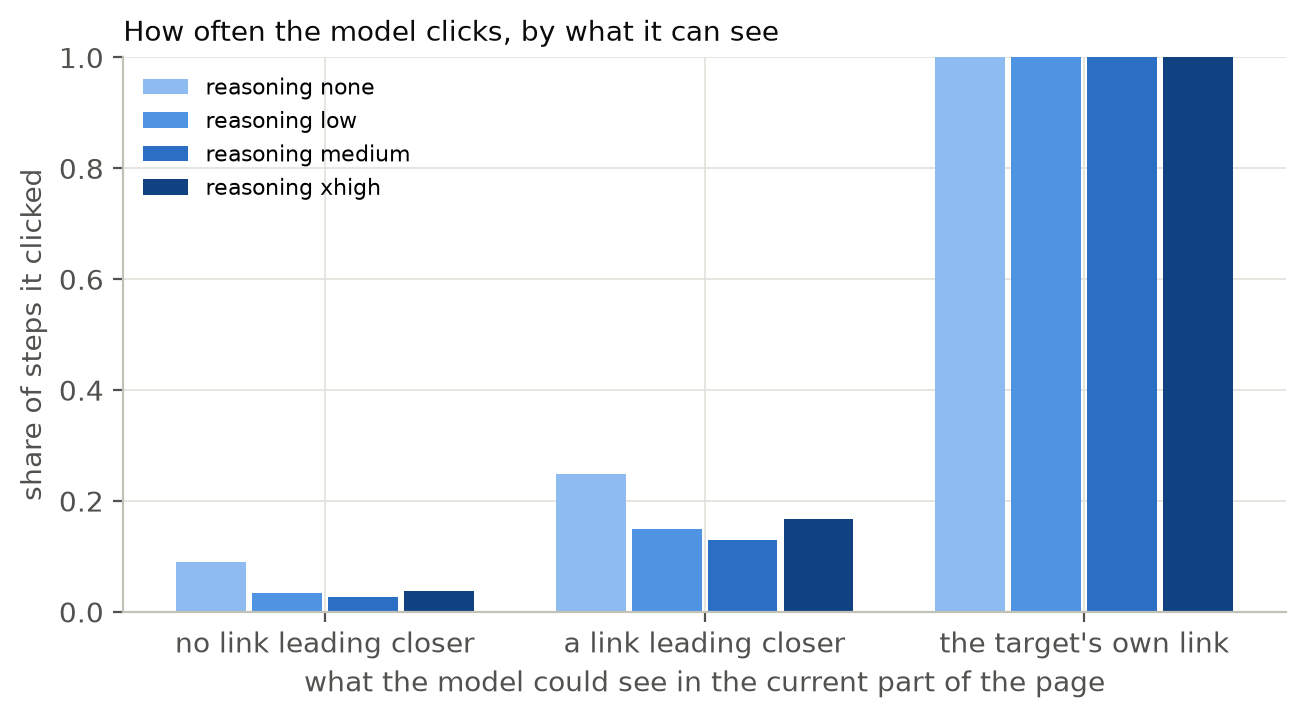 How often the model clicks, by what it can see
1.0
0.8
0.6
0.4
0.2
0.0
share of steps it clicked
reasoning none
reasoning low
reasoning medium
reasoning xhigh
no link leading closer
a link leading closer
the target's own link
what the model could see in the current part of the page